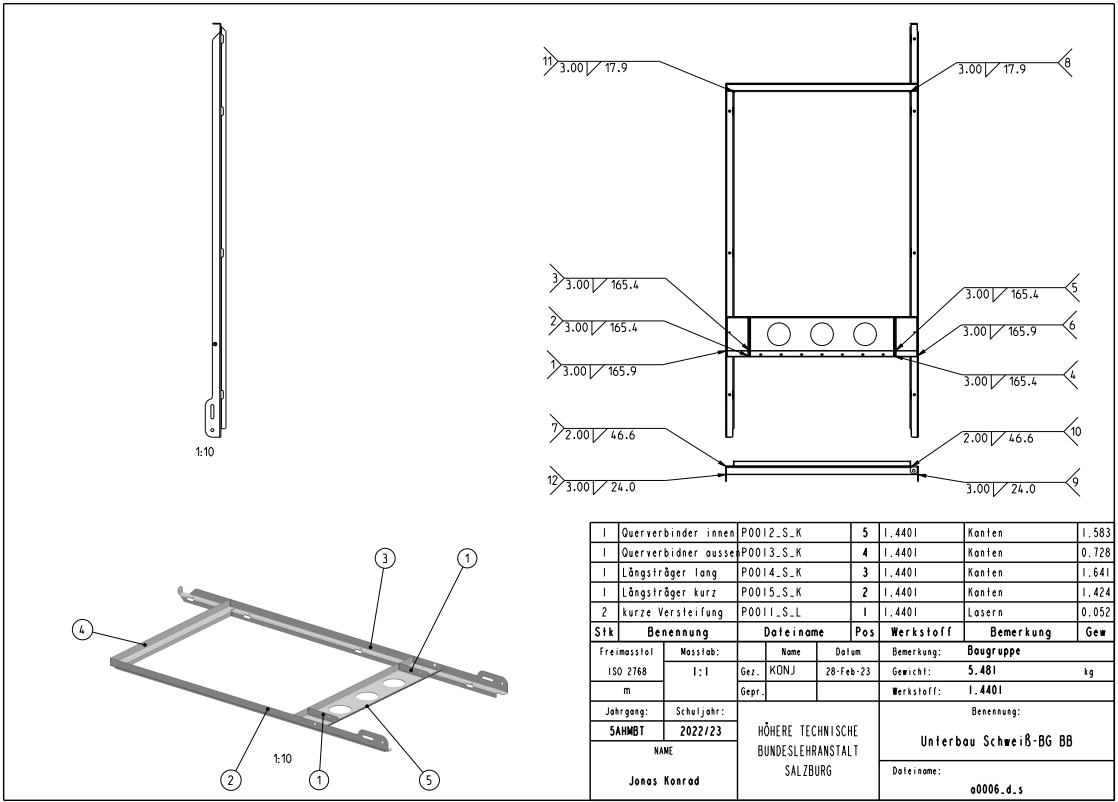 11 3.00 17.9
3.00 17.9 8
3 3.00 165.4
3.00 165.4 5
2 3.00 165.4
3.00 165.9 6
1 3.00 165.9
3.00 165.4 4
7 2.00 46.6
2.00 46.6 10
12 3.00 24.0
3.00 24.0 9
1:10
3
1
4
2
1
5
1:10
1 Querverbinder innen P0012_S_K 5 1.4401 Kanten 1.583
1 Querverbidner aussen P0013_S_K 4 1.4401 Kanten 0.728
1 Längsträger lang P0014_S_K 3 1.4401 Kanten 1.641
1 Längsträger kurz P0015_S_K 2 1.4401 Kanten 1.424
2 kurze Versteifung P0011_S_L 1 1.4401 Lasern 0.052
Stk Benennung Dateiname Pos Werkstoff Bemerkung Gew
Freimasstol Masstab: Name Datum Bemerkung: Baugruppe
ISO 2768 1:1 Gez. KONJ 28-Feb-23 Gewicht: 5.481 kg
m Gepr. Werkstoff: 1.4401
Jahrgang: Schuljahr:
5AHMBT 2022/23
NAME
Jonas Konrad
HÖHERE TECHNISCHE
BUNDESLEHRANSTALT
SALZBURG
Benennung:
Unterbau Schweiß-BG BB
Dateiname:
a0006_d_s